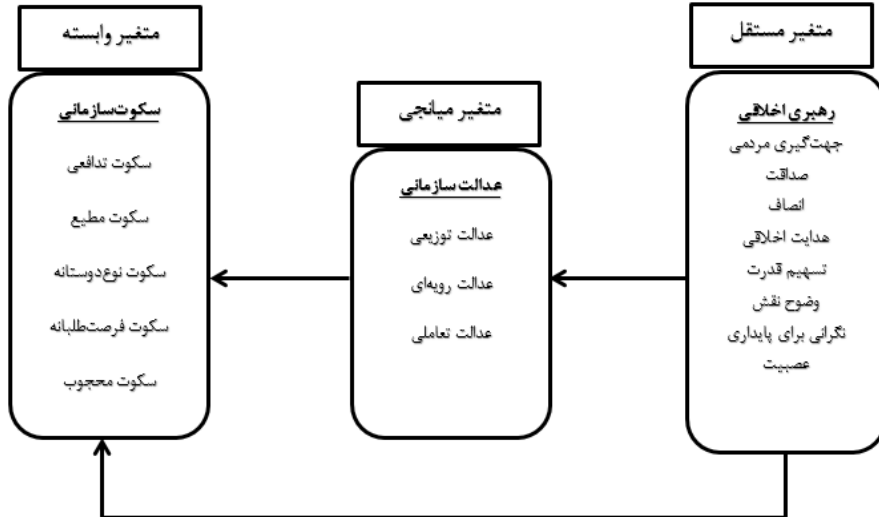 متغیر مستقل
رهبری اخلاقی
جهت‌گیری مردمی
صداقت
انصاف
هدایت اخلاقی
تسهیم قدرت
وضوح نقش
نگرانی برای پایداری
عصبیت
متغیر میانجی
عدالت سازمانی
عدالت توزیعی
عدالت رویه‌ای
عدالت تعاملی
متغیر وابسته
سکوت‌سازمانی
سکوت تدافعی
سکوت مطیع
سکوت نوع‌دوستانه
سکوت فرصت‌طلبانه
سکوت محجوب